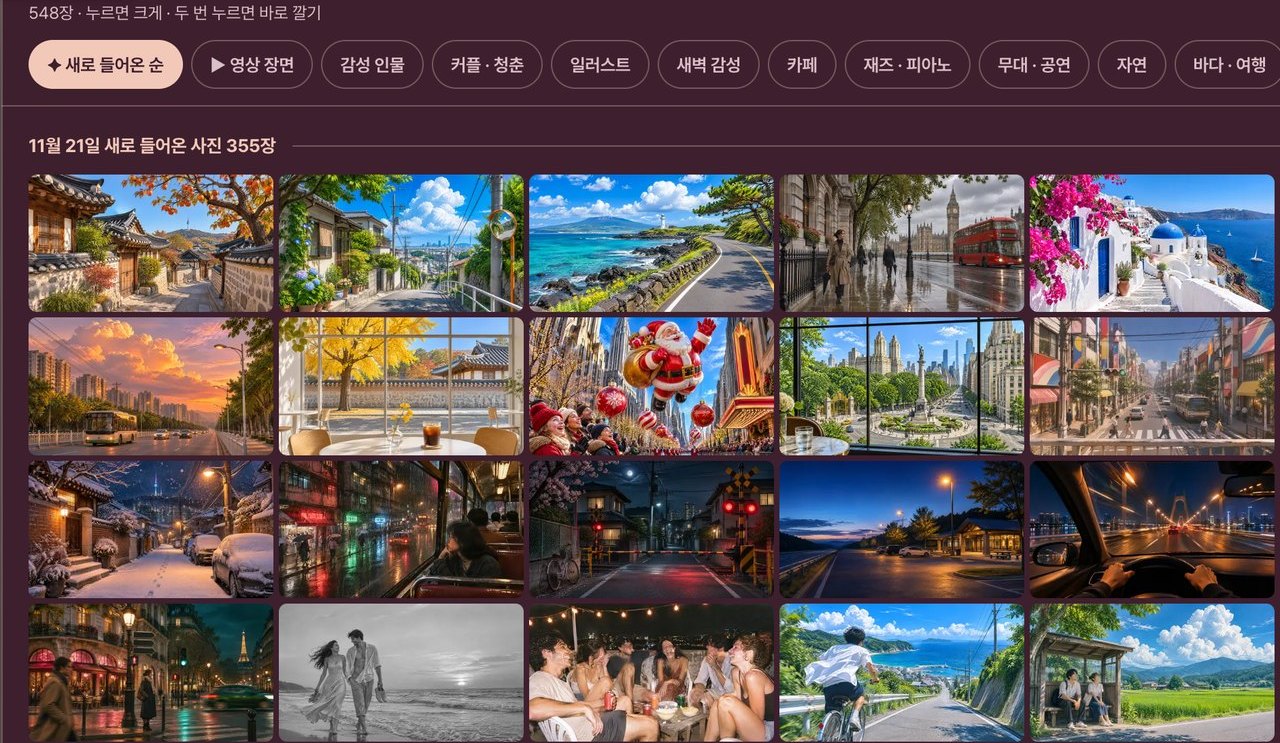 548장 · 누르면 크게 · 두 번 누르면 바로 깔기
✦ 새로 들어온 순
▶ 영상 장면
감성 인물
커플 · 청춘
일러스트
새벽 감성
카페
재즈 · 피아노
무대 · 공연
자연
바다 · 여행
11월 21일 새로 들어온 사진 355장